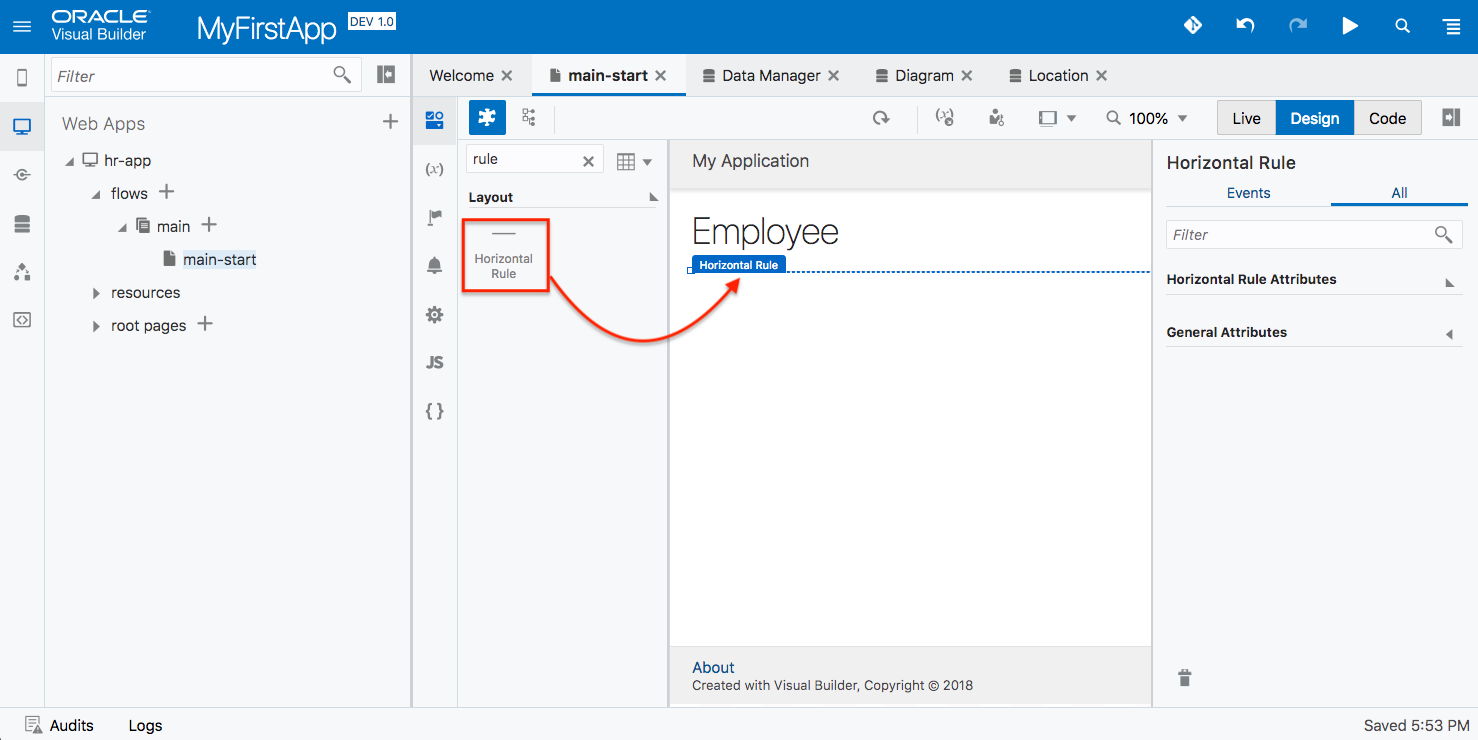 ORACLE
Visual Builder
MyFirstApp
DEV 1.0
Filter
Web Apps
hr-app
flows
main
main-start
resources
root pages
Welcome
main-start
Data Manager
Diagram
Location
100%
Live
Design
Code
(x)
JS
{ }
rule
Layout
Horizontal
Rule
My Application
Employee
Horizontal Rule
About
Created with Visual Builder, Copyright © 2018
Horizontal Rule
Events
All
Filter
Horizontal Rule Attributes
General Attributes
Audits
Logs
Saved 5:53 PM